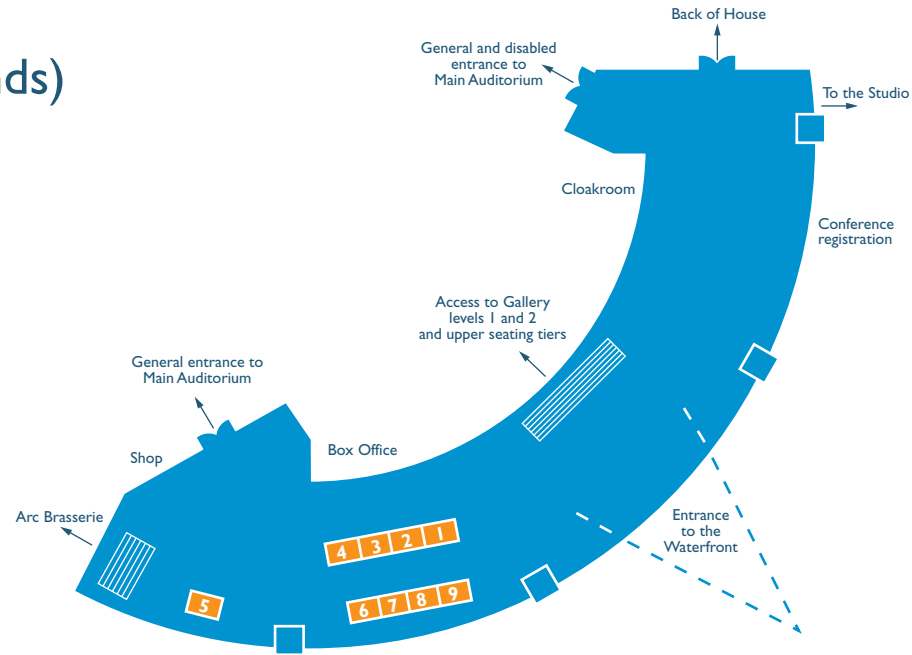 Back of House
General and disabled
entrance to
Main Auditorium
nds)
To the Studio
Cloakroom
Conference
registration
Access to Gallery
levels 1 and 2
and upper seating tiers
General entrance to
Main Auditorium
Shop
Box Office
Arc Brasserie
Entrance
to the
Waterfront
4 3 2 1
5
6 7 8 9